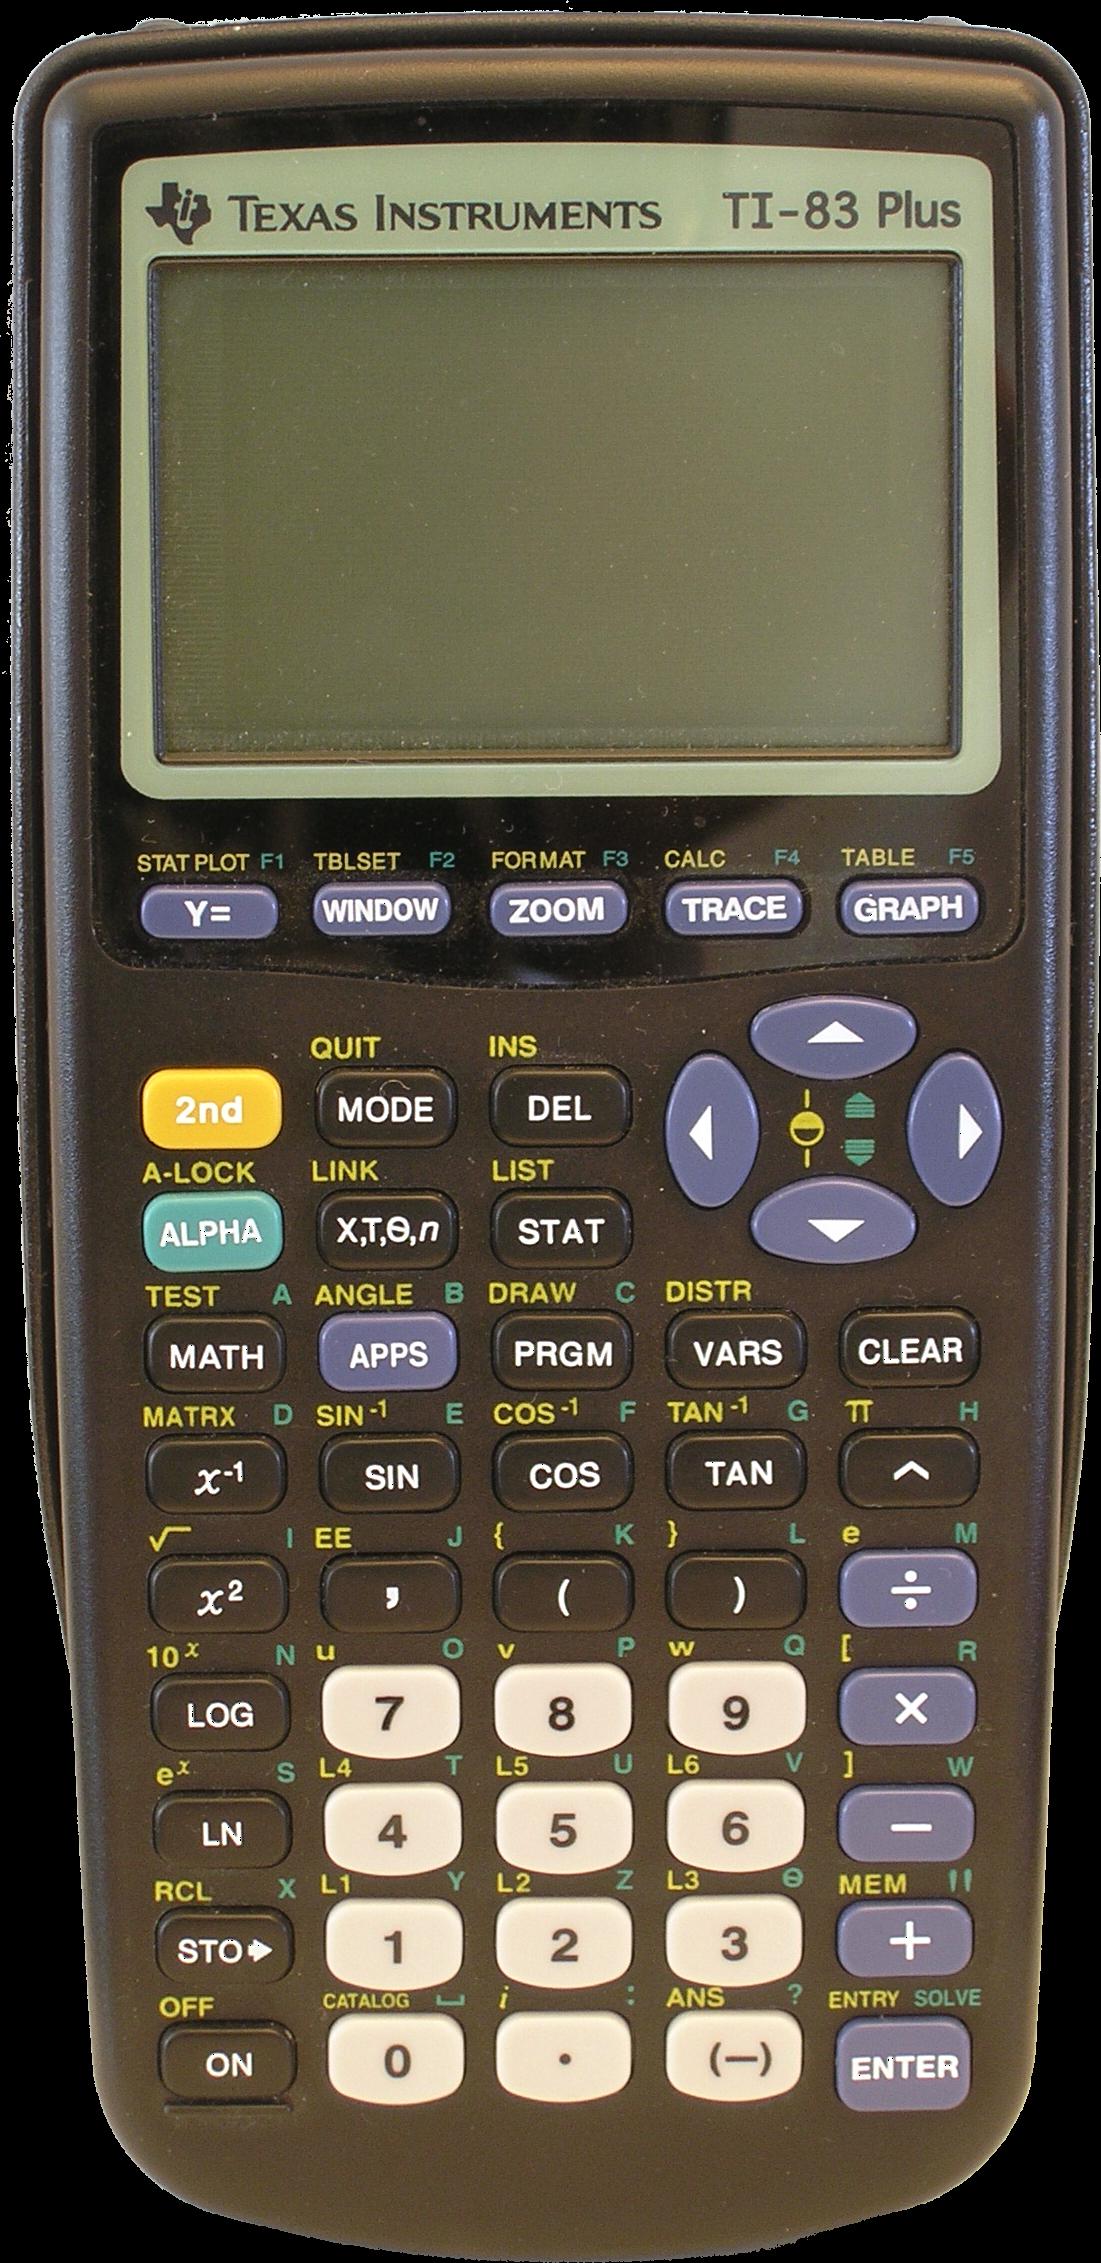 TEXAS INSTRUMENTS TI-83 Plus
STAT PLOT F1 TBLSET F2 FORMAT F3 CALC F4 TABLE F5
Y= WINDOW ZOOM TRACE GRAPH
QUIT INS
2nd MODE DEL
A-LOCK LINK LIST
ALPHA X,T,Θ,n STAT
TEST A ANGLE B DRAW C DISTR
MATH APPS PRGM VARS CLEAR
MATRX D SIN⁻¹ E COS⁻¹ F TAN⁻¹ G π H
x⁻¹ SIN COS TAN ^
√ I EE J { K } L e M
x² , ( ) ÷
10ˣ N u O v P w Q [ R
LOG 7 8 9 ×
eˣ S L4 T L5 U L6 V ] W
LN 4 5 6 −
RCL X L1 Y L2 Z L3 Θ MEM "
STO► 1 2 3 +
OFF CATALOG ⎵ i : ANS ? ENTRY SOLVE
ON 0 . (−) ENTER